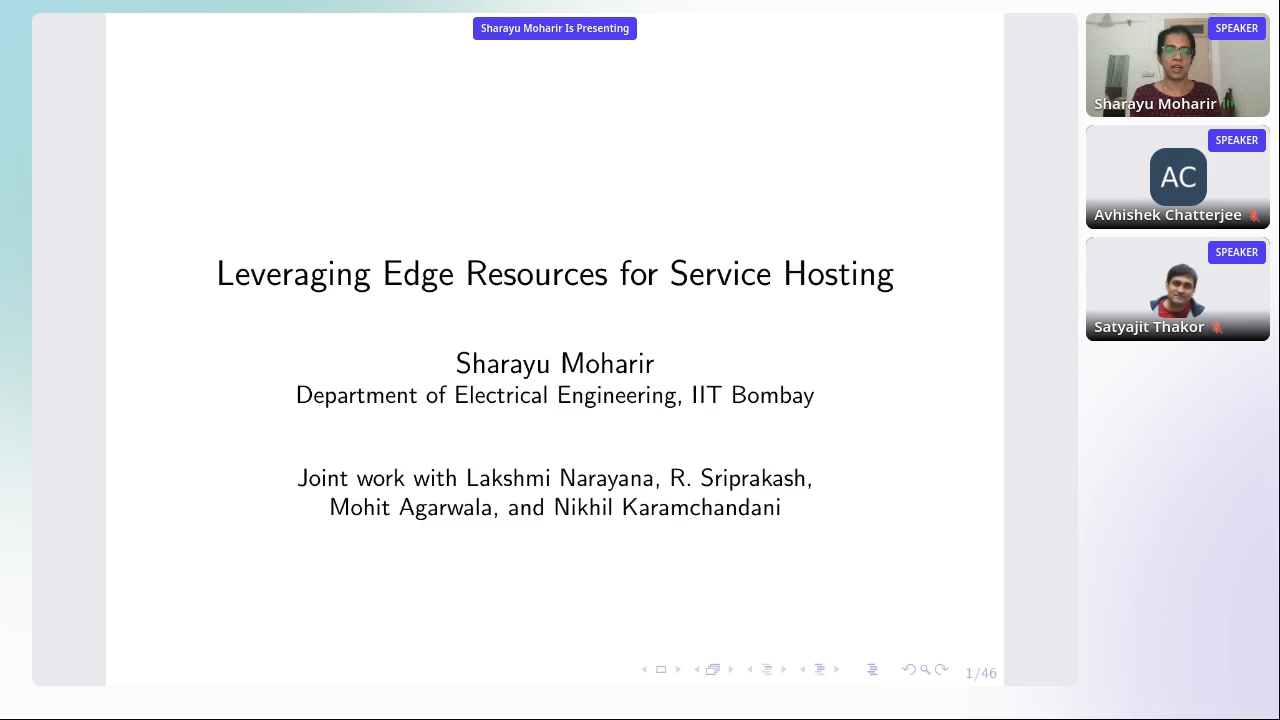 Sharayu Moharir Is Presenting
Leveraging Edge Resources for Service Hosting
Sharayu Moharir
Department of Electrical Engineering, IIT Bombay
Joint work with Lakshmi Narayana, R. Sriprakash,
Mohit Agarwala, and Nikhil Karamchandani
1/46
SPEAKER
Sharayu Moharir
SPEAKER
AC
Avhishek Chatterjee
SPEAKER
Satyajit Thakor